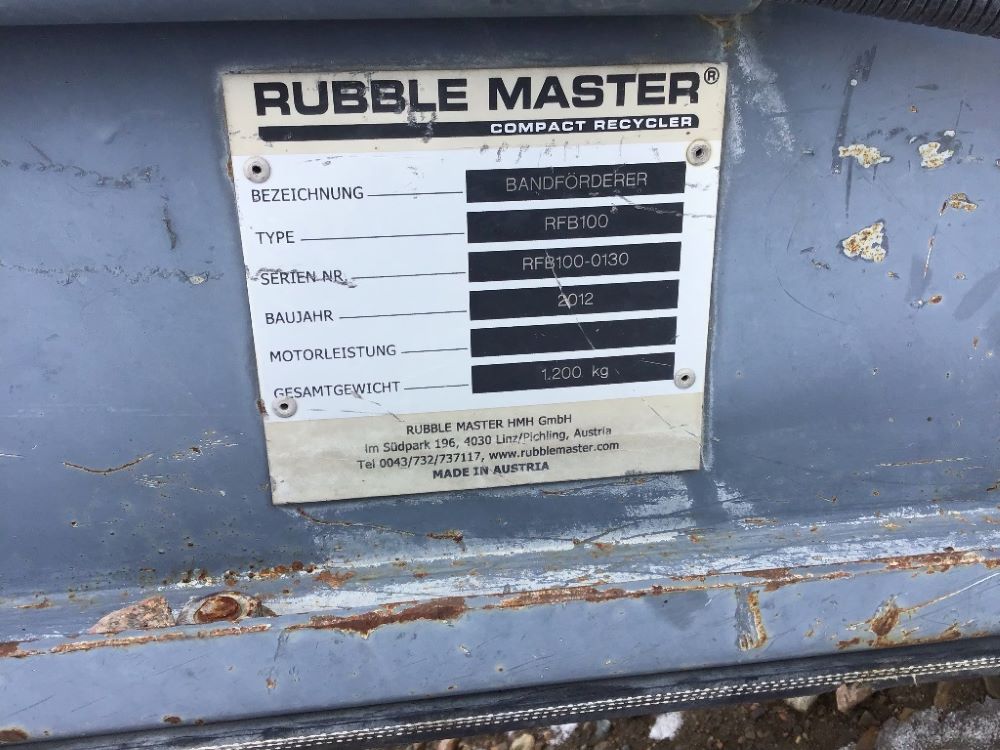 RUBBLE MASTER®
COMPACT RECYCLER
BEZEICHNUNG BANDFÖRDERER
TYPE RFB100
SERIEN NR. RFB100-0130
BAUJAHR 2012
MOTORLEISTUNG
GESAMTGEWICHT 1.200 kg
RUBBLE MASTER HMH GmbH
Im Südpark 196, 4030 Linz/Pichling, Austria
Tel 0043/732/737117, www.rubblemaster.com
MADE IN AUSTRIA